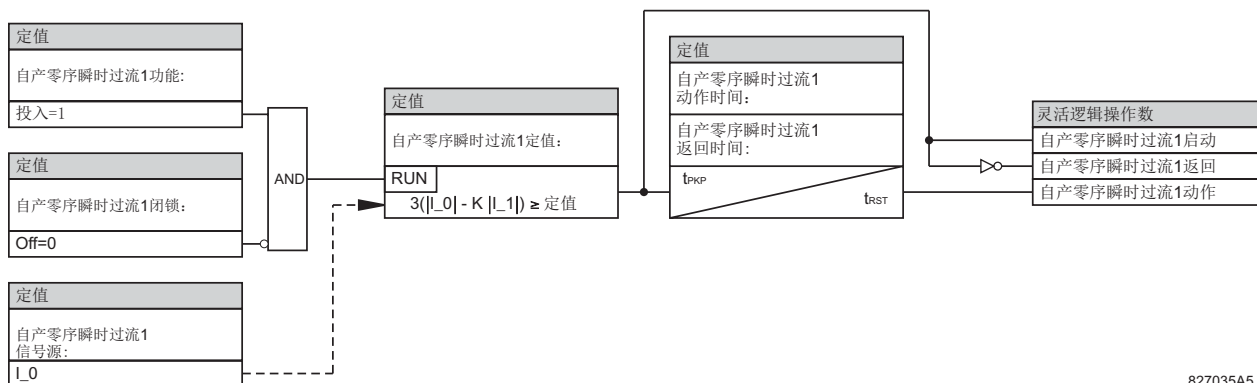 定值
自产零序瞬时过流1功能:
投入=1
定值
自产零序瞬时过流1闭锁:
Off=0
定值
自产零序瞬时过流1
信号源:
I_0
AND
定值
自产零序瞬时过流1定值:
RUN
3(|I_0| - K |I_1|) ≥ 定值
定值
自产零序瞬时过流1
动作时间:
自产零序瞬时过流1
返回时间:
tPKP
tRST
灵活逻辑操作数
自产零序瞬时过流1启动
自产零序瞬时过流1返回
自产零序瞬时过流1动作
827035A5